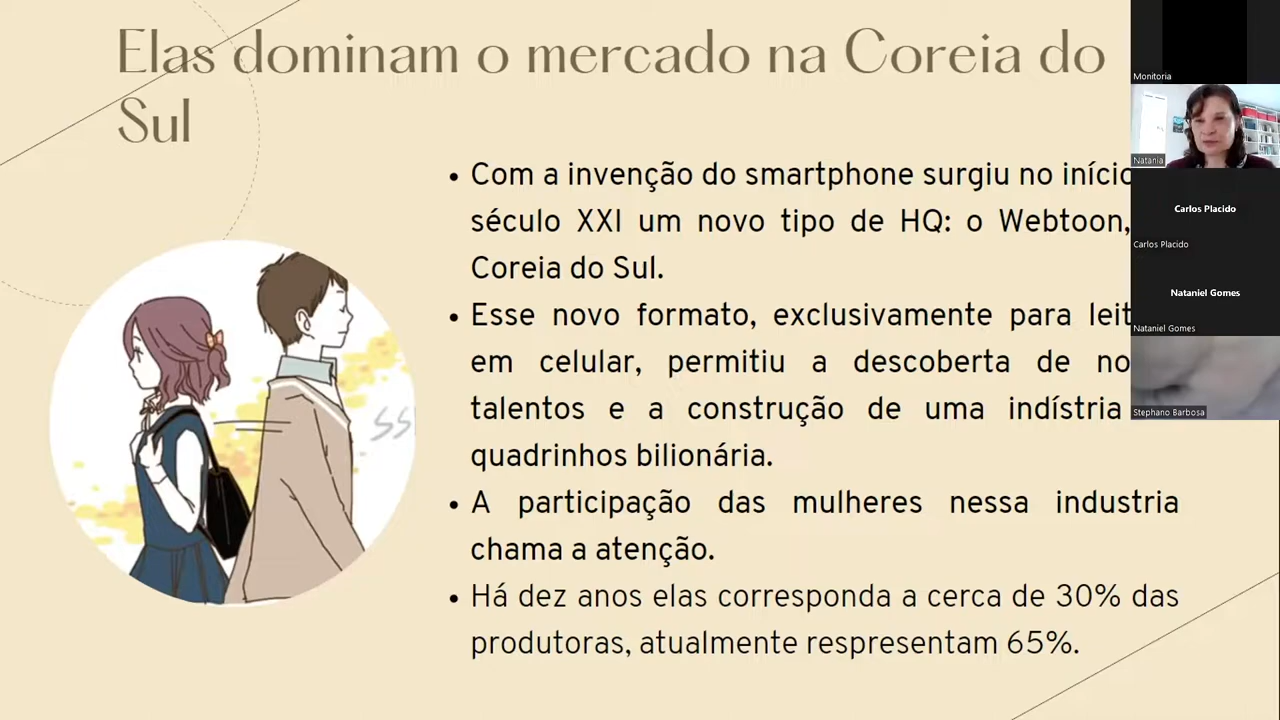 Elas dominam o mercado na Coreia do
Sul
• Com a invenção do smartphone surgiu no início
século XXI um novo tipo de HQ: o Webtoon,
Coreia do Sul.
• Esse novo formato, exclusivamente para leit
em celular, permitiu a descoberta de no
talentos e a construção de uma indístria
quadrinhos bilionária.
• A participação das mulheres nessa industria
chama a atenção.
• Há dez anos elas corresponda a cerca de 30% das
produtoras, atualmente respresentam 65%.
Monitoria
Natania
Carlos Placido
Carlos Placido
Nataniel Gomes
Nataniel Gomes
Stephano Barbosa